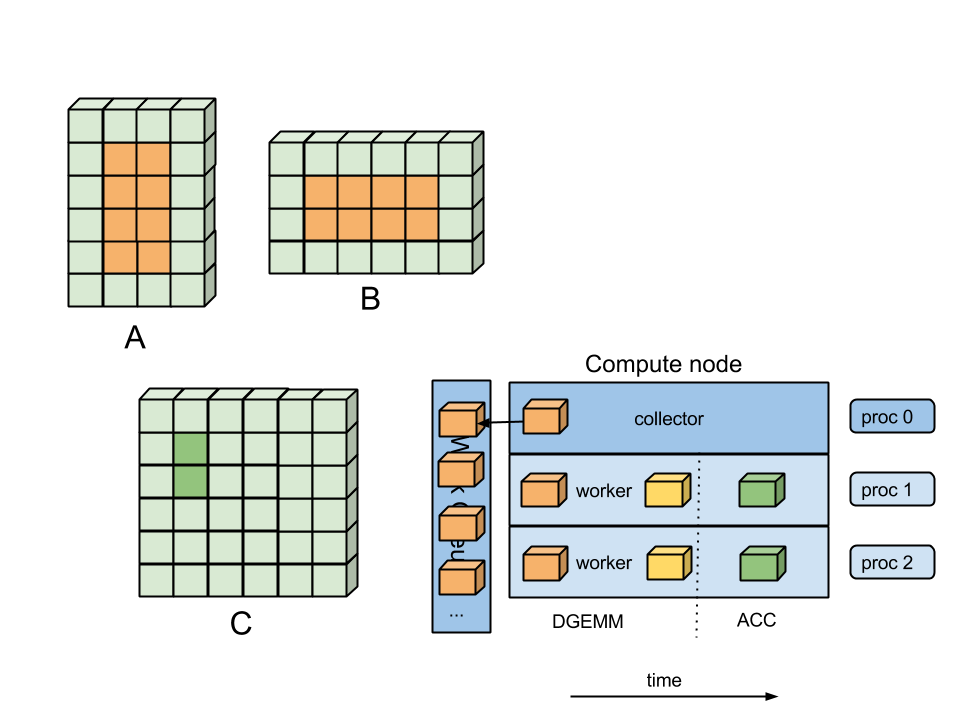 A
B
C
Compute node
collector
worker
worker
DGEMM
ACC
proc 0
proc 1
proc 2
...
time